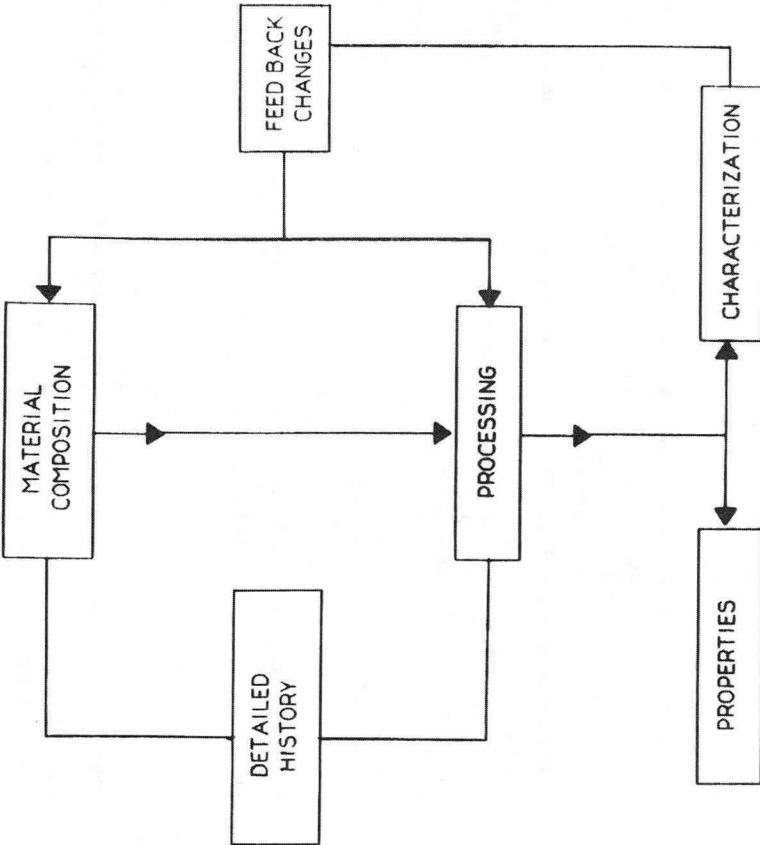 FEED BACK
CHANGES
MATERIAL
COMPOSITION
PROCESSING
CHARACTERIZATION
DETAILED
HISTORY
PROPERTIES